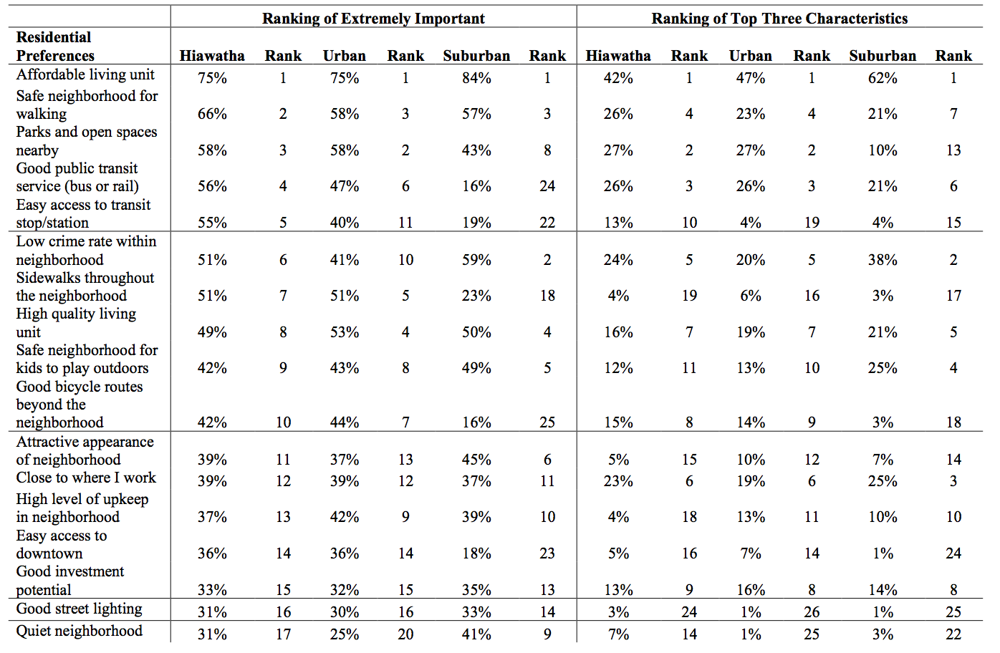 Ranking of Extremely Important Ranking of Top Three Characteristics
Residential
Preferences Hiawatha Rank Urban Rank Suburban Rank Hiawatha Rank Urban Rank Suburban Rank
Affordable living unit 75% 1 75% 1 84% 1 42% 1 47% 1 62% 1
Safe neighborhood for
walking 66% 2 58% 3 57% 3 26% 4 23% 4 21% 7
Parks and open spaces
nearby 58% 3 58% 2 43% 8 27% 2 27% 2 10% 13
Good public transit
service (bus or rail) 56% 4 47% 6 16% 24 26% 3 26% 3 21% 6
Easy access to transit
stop/station 55% 5 40% 11 19% 22 13% 10 4% 19 4% 15
Low crime rate within
neighborhood 51% 6 41% 10 59% 2 24% 5 20% 5 38% 2
Sidewalks throughout
the neighborhood 51% 7 51% 5 23% 18 4% 19 6% 16 3% 17
High quality living
unit 49% 8 53% 4 50% 4 16% 7 19% 7 21% 5
Safe neighborhood for
kids to play outdoors 42% 9 43% 8 49% 5 12% 11 13% 10 25% 4
Good bicycle routes
beyond the
neighborhood 42% 10 44% 7 16% 25 15% 8 14% 9 3% 18
Attractive appearance
of neighborhood 39% 11 37% 13 45% 6 5% 15 10% 12 7% 14
Close to where I work 39% 12 39% 12 37% 11 23% 6 19% 6 25% 3
High level of upkeep
in neighborhood 37% 13 42% 9 39% 10 4% 18 13% 11 10% 10
Easy access to
downtown 36% 14 36% 14 18% 23 5% 16 7% 14 1% 24
Good investment
potential 33% 15 32% 15 35% 13 13% 9 16% 8 14% 8
Good street lighting 31% 16 30% 16 33% 14 3% 24 1% 26 1% 25
Quiet neighborhood 31% 17 25% 20 41% 9 7% 14 1% 25 3% 22